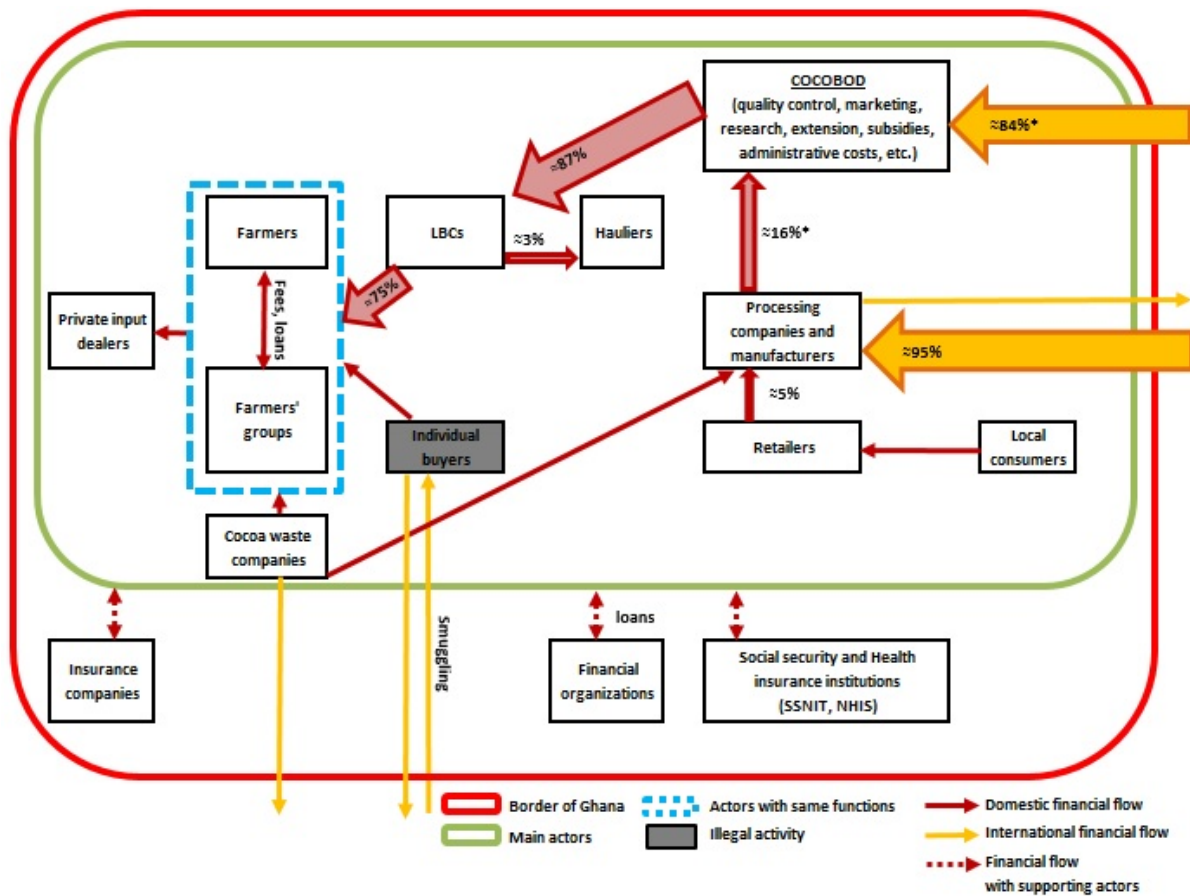 COCOBOD
(quality control, marketing,
research, extension, subsidies,
administrative costs, etc.)
≈84%*
≈87%
Farmers
LBCs
≈3%
Hauliers
≈16%*
Fees, loans
≈75%
Private input
dealers
Processing
companies and
manufacturers
≈95%
≈5%
Farmers'
groups
Individual
buyers
Retailers
Local
consumers
Cocoa waste
companies
Smuggling
loans
Insurance
companies
Financial
organizations
Social security and Health
insurance institutions
(SSNIT, NHIS)
Border of Ghana
Actors with same functions
Domestic financial flow
Main actors
Illegal activity
International financial flow
Financial flow
with supporting actors